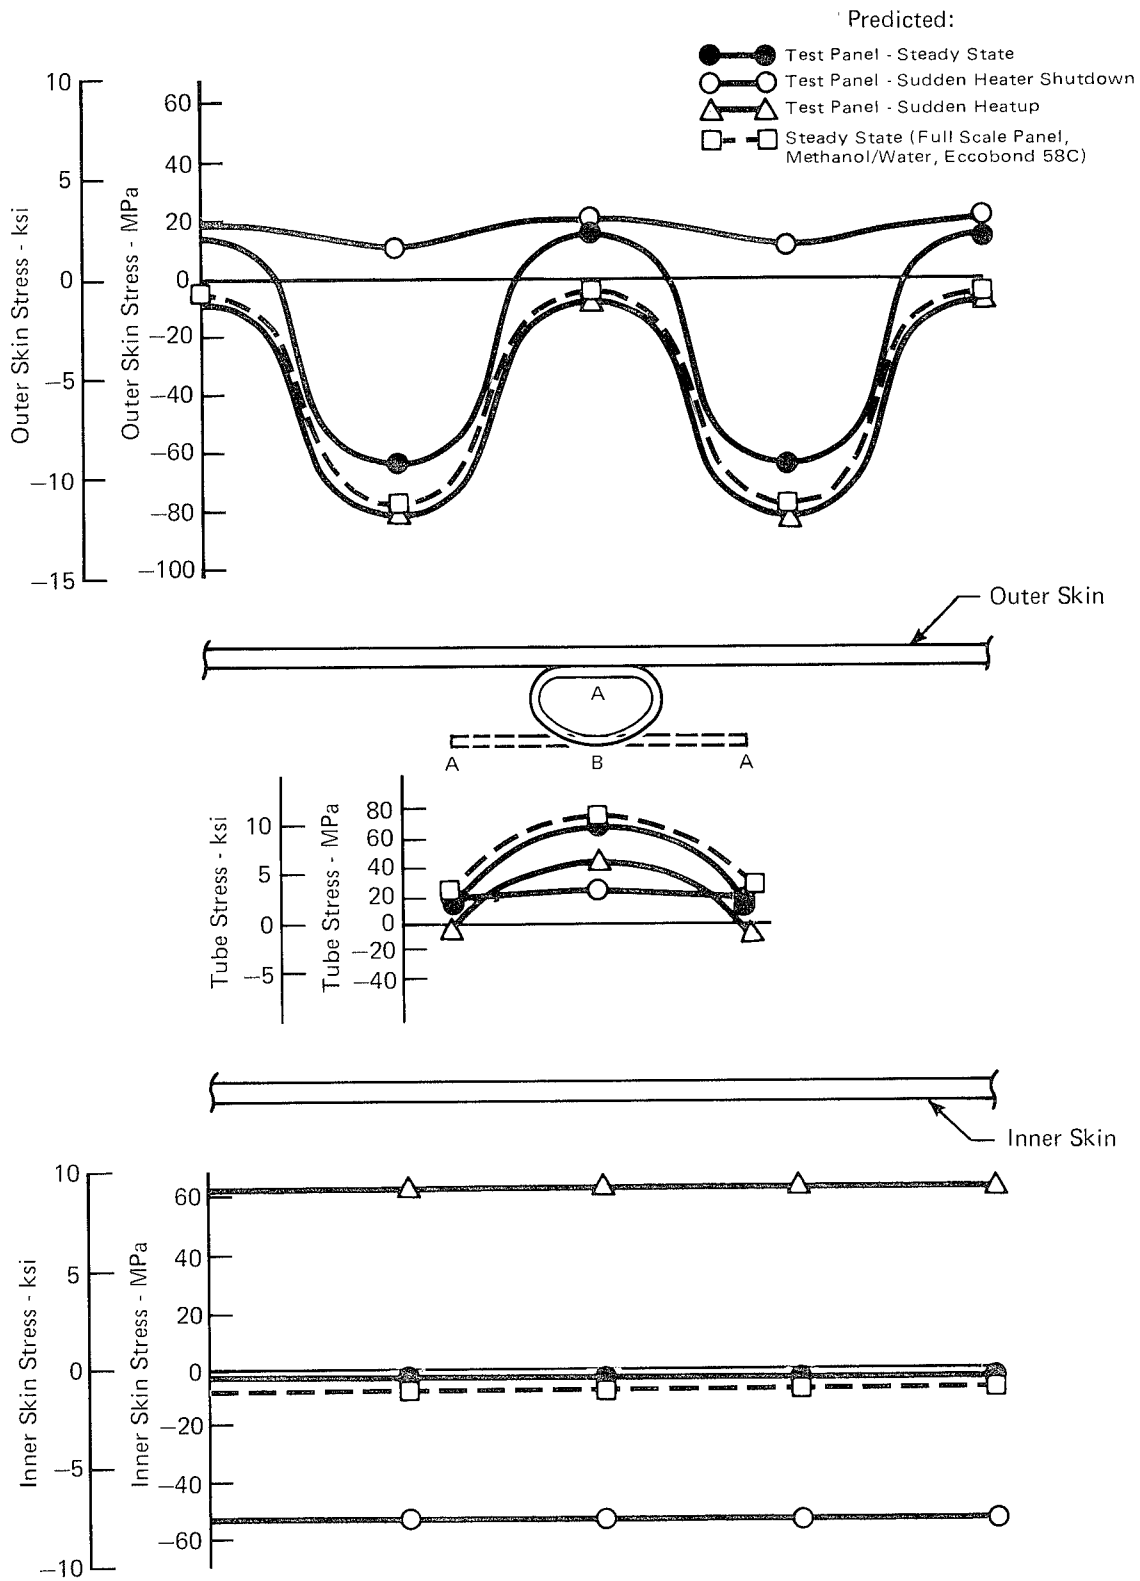 Predicted:
Test Panel - Steady State
Test Panel - Sudden Heater Shutdown
Test Panel - Sudden Heatup
Steady State (Full Scale Panel,
Methanol/Water, Eccobond 58C)
Outer Skin Stress - ksi
10
5
0
−5
−10
−15
Outer Skin Stress - MPa
60
40
20
0
−20
−40
−60
−80
−100
Outer Skin
A
A
B
A
Tube Stress - ksi
10
5
0
−5
Tube Stress - MPa
80
60
40
20
0
−20
−40
Inner Skin
Inner Skin Stress - ksi
10
5
0
−5
−10
Inner Skin Stress - MPa
60
40
20
0
−20
−40
−60